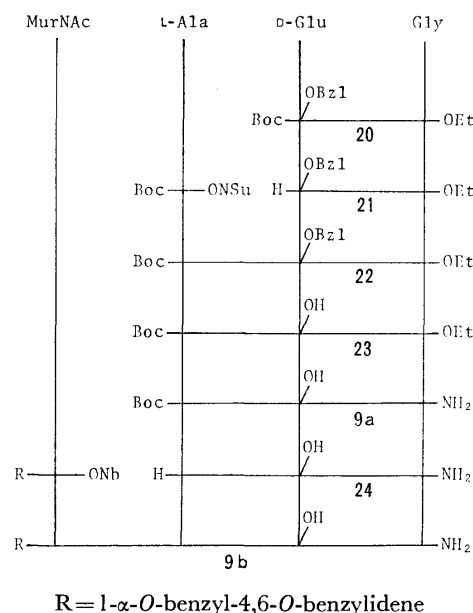 MurNAc L-Ala D-Glu Gly
OBzl
Boc OEt
20
OBzl
Boc ONSu H OEt
21
OBzl
Boc OEt
22
OH
Boc OEt
23
OH
Boc NH₂
9a
OH
R ONb H NH₂
24
OH
R NH₂
9b
R=1-α-O-benzyl-4,6-O-benzylidene